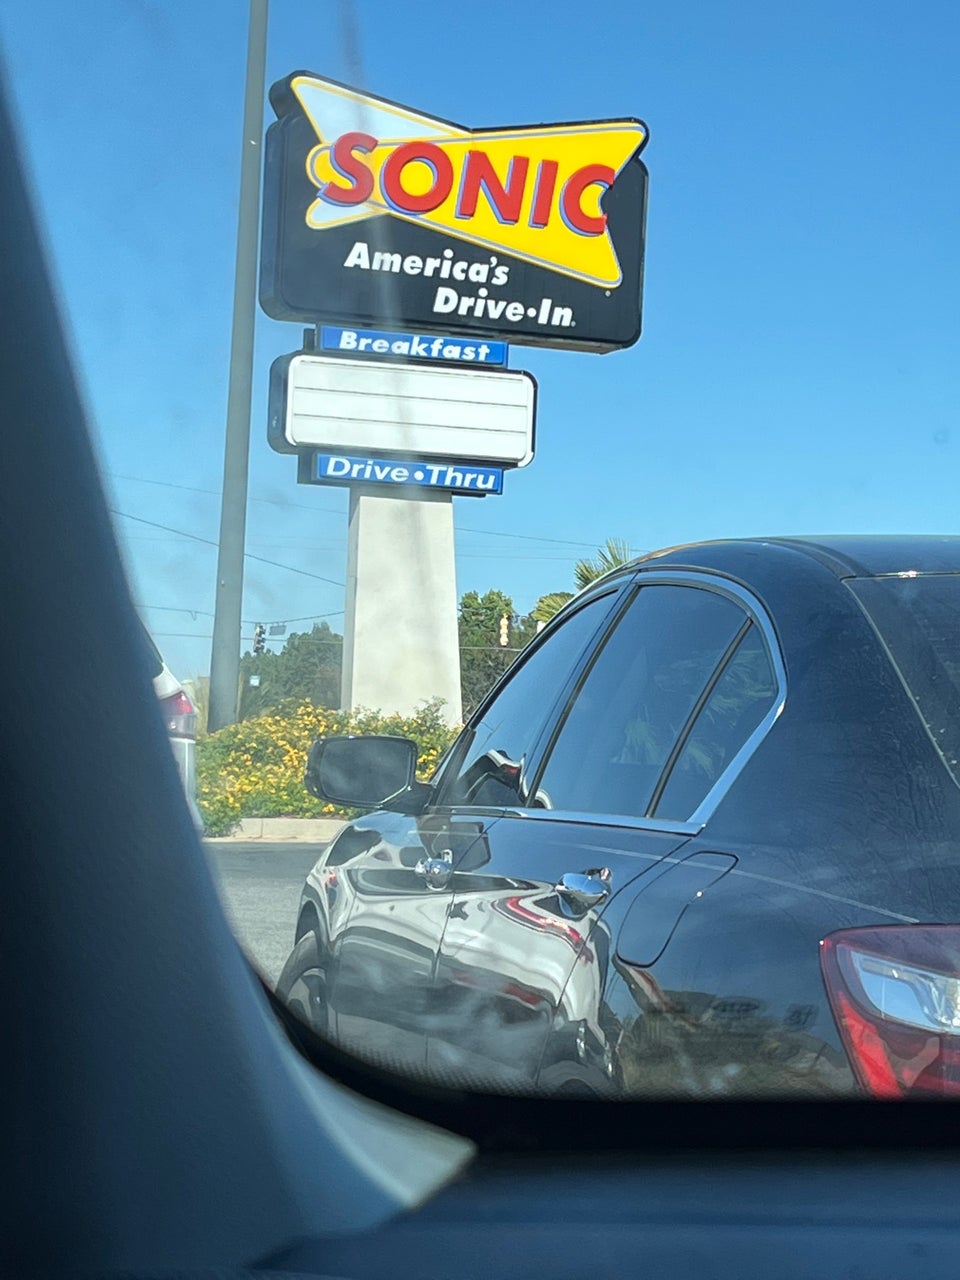 SONIC
America's
Drive•In
Breakfast
Drive•Thru